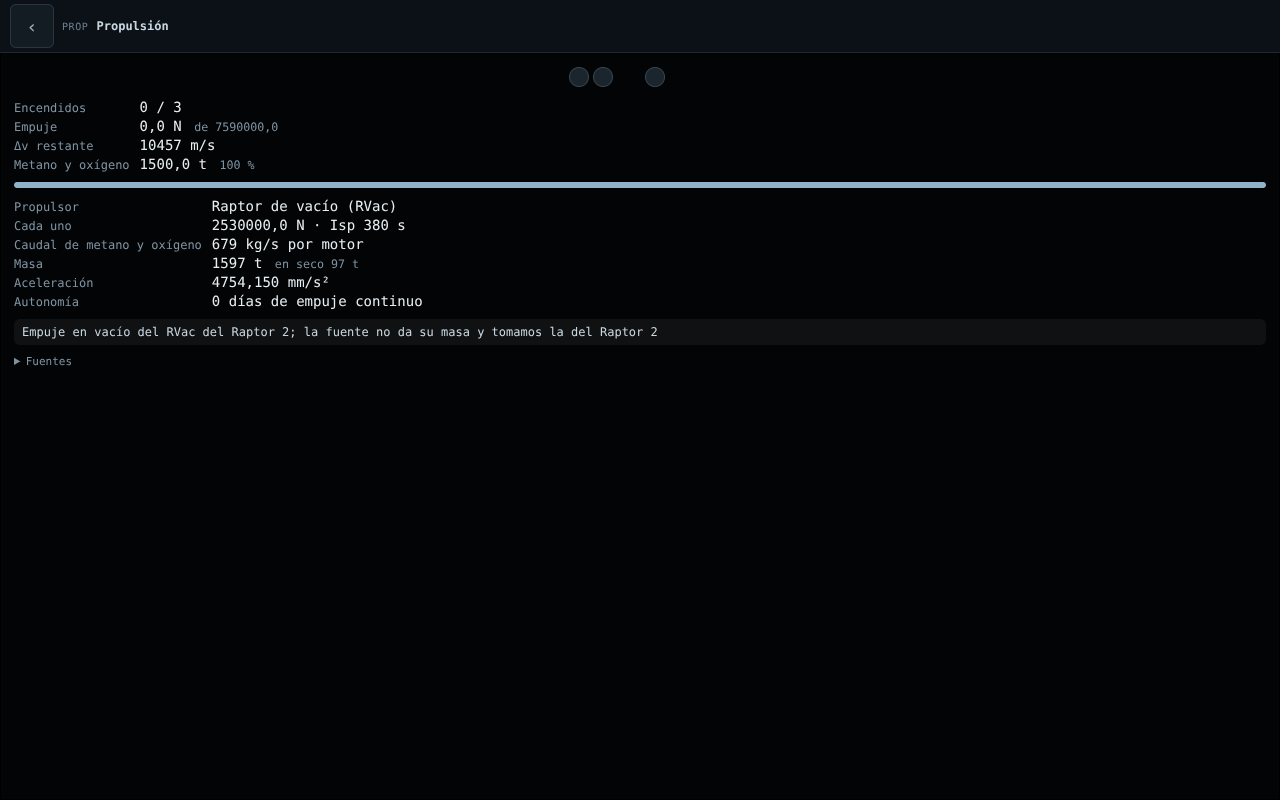 ‹ PROP Propulsión
Encendidos 0 / 3
Empuje 0,0 N de 7590000,0
Δv restante 10457 m/s
Metano y oxígeno 1500,0 t 100 %
Propulsor Raptor de vacío (RVac)
Cada uno 2530000,0 N · Isp 380 s
Caudal de metano y oxígeno 679 kg/s por motor
Masa 1597 t en seco 97 t
Aceleración 4754,150 mm/s²
Autonomía 0 días de empuje continuo
Empuje en vacío del RVac del Raptor 2; la fuente no da su masa y tomamos la del Raptor 2
▶ Fuentes